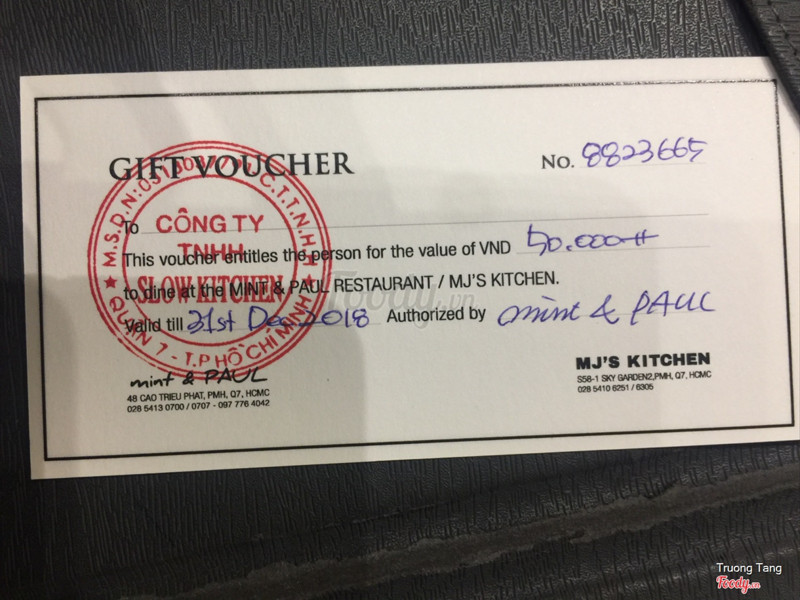 GIFT VOUCHER
No. 8823665
To
This voucher entitles the person for the value of VND 50.000đ
to dine at the MINT & PAUL RESTAURANT / MJ'S KITCHEN.
Valid till 31st Dec 2018 Authorized by mint & PAUL
M.S.D.N:
C.T.T.N.H.H
CÔNG TY
TNHH
SLOW KITCHEN
QUẬN 7 - T.P HỒ CHÍ MINH
mint & PAUL
48 CAO TRIEU PHAT, PMH, Q7, HCMC
028 5413 0700 / 0707 - 097 776 4042
MJ'S KITCHEN
S58-1 SKY GARDEN2,PMH, Q7, HCMC
028 5410 6251 / 6305
Foody.vn
Truong Tang
Foody.vn